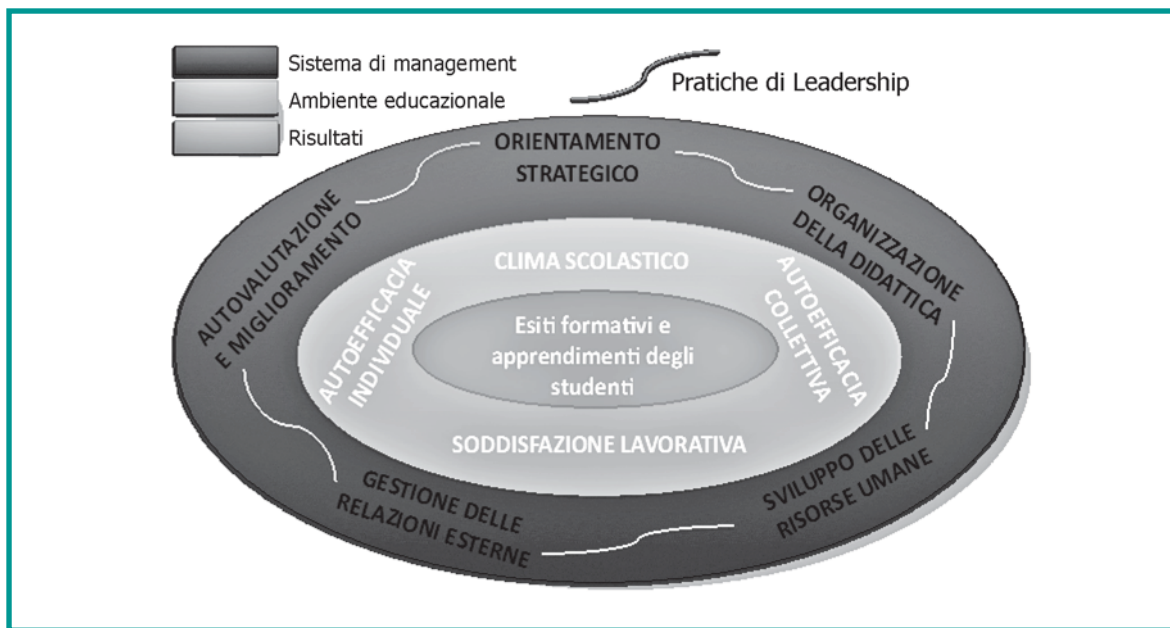 Sistema di management
Ambiente educazionale
Risultati
Pratiche di Leadership
ORIENTAMENTO
STRATEGICO
ORGANIZZAZIONE
DELLA DIDATTICA
SVILUPPO DELLE
RISORSE UMANE
GESTIONE DELLE
RELAZIONI ESTERNE
AUTOVALUTAZIONE
E MIGLIORAMENTO
CLIMA SCOLASTICO
AUTOEFFICACIA
COLLETTIVA
SODDISFAZIONE LAVORATIVA
AUTOEFFICACIA
INDIVIDUALE
Esiti formativi e
apprendimenti degli
studenti